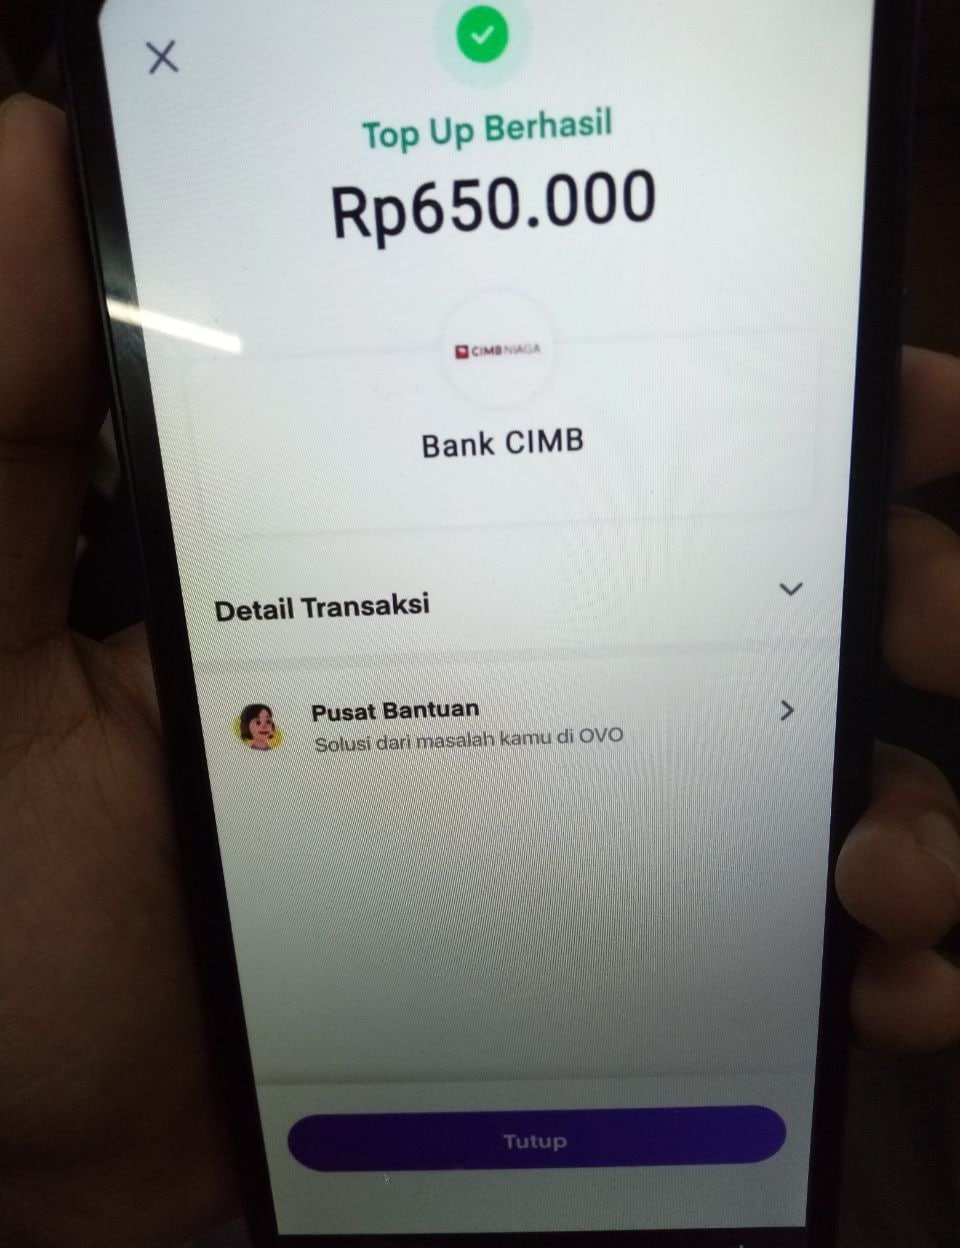 Top Up Berhasil
Rp650.000
CIMB NIAGA
Bank CIMB
Detail Transaksi
Pusat Bantuan
Solusi dari masalah kamu di OVO
Tutup